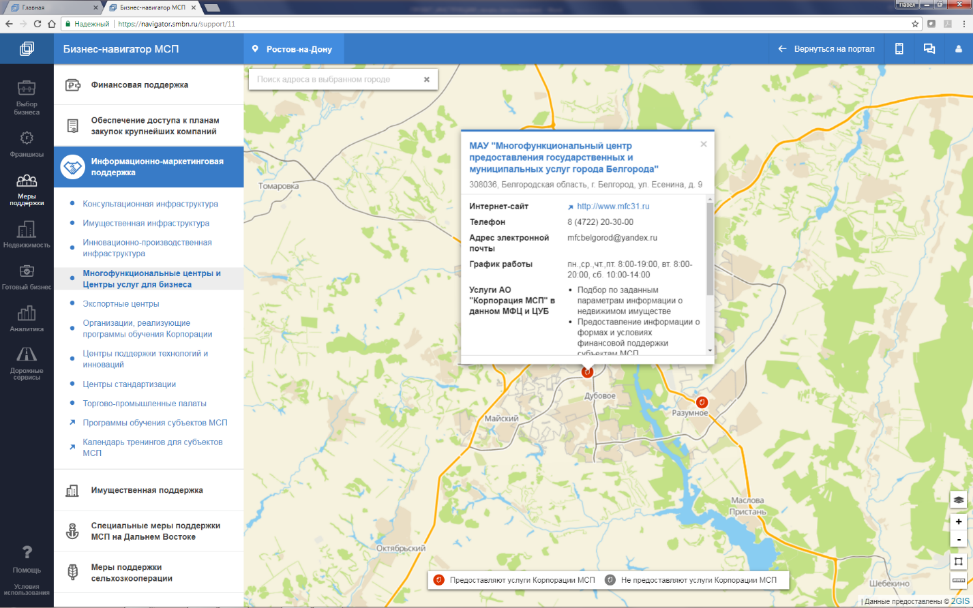 Главная
Бизнес-навигатор МСП
Павел
Надежный
https://navigator.smbn.ru/support/11
Бизнес-навигатор МСП
Ростов-на-Дону
Вернуться на портал
Поиск адреса в выбранном городе
Выбор
бизнеса
Франшизы
Меры
поддержки
Недвижимость
Готовый бизнес
Аналитика
Дорожные
сервисы
Помощь
Условия
использования
Финансовая поддержка
Обеспечение доступа к планам
закупок крупнейших компаний
Информационно-маркетинговая
поддержка
Консультационная инфраструктура
Имущественная инфраструктура
Инновационно-производственная
инфраструктура
Многофункциональные центры и
Центры услуг для бизнеса
Экспортные центры
Организации, реализующие
программы обучения Корпорации
Центры поддержки технологий и
инноваций
Центры стандартизации
Торгово-промышленные палаты
Программы обучения субъектов МСП
Календарь тренингов для субъектов
МСП
Имущественная поддержка
Специальные меры поддержки
МСП на Дальнем Востоке
Меры поддержки
сельхозкооперации
МАУ "Многофункциональный центр
предоставления государственных и
муниципальных услуг города Белгорода"
308036, Белгородская область, г. Белгород, ул. Есенина, д. 9
Интернет-сайт
http://www.mfc31.ru
Телефон
8 (4722) 20-30-00
Адрес электронной
почты
mfcbelgorod@yandex.ru
График работы
пн.,ср.,чт.,пт. 8:00-19:00, вт. 8:00-
20:00, сб. 10:00-14:00
Услуги АО
"Корпорация МСП" в
данном МФЦ и ЦУБ
Подбор по заданным
параметрам информации о
недвижимом имуществе
Предоставление информации о
формах и условиях
финансовой поддержки
субъектам МСП
Томаровка
Дубовое
Майский
Разумное
Маслова
Пристань
Октябрьский
Шебекино
Предоставляют услуги Корпорации МСП
Не предоставляют услуги Корпорации МСП
+
-
| Данные предоставлены © 2GIS